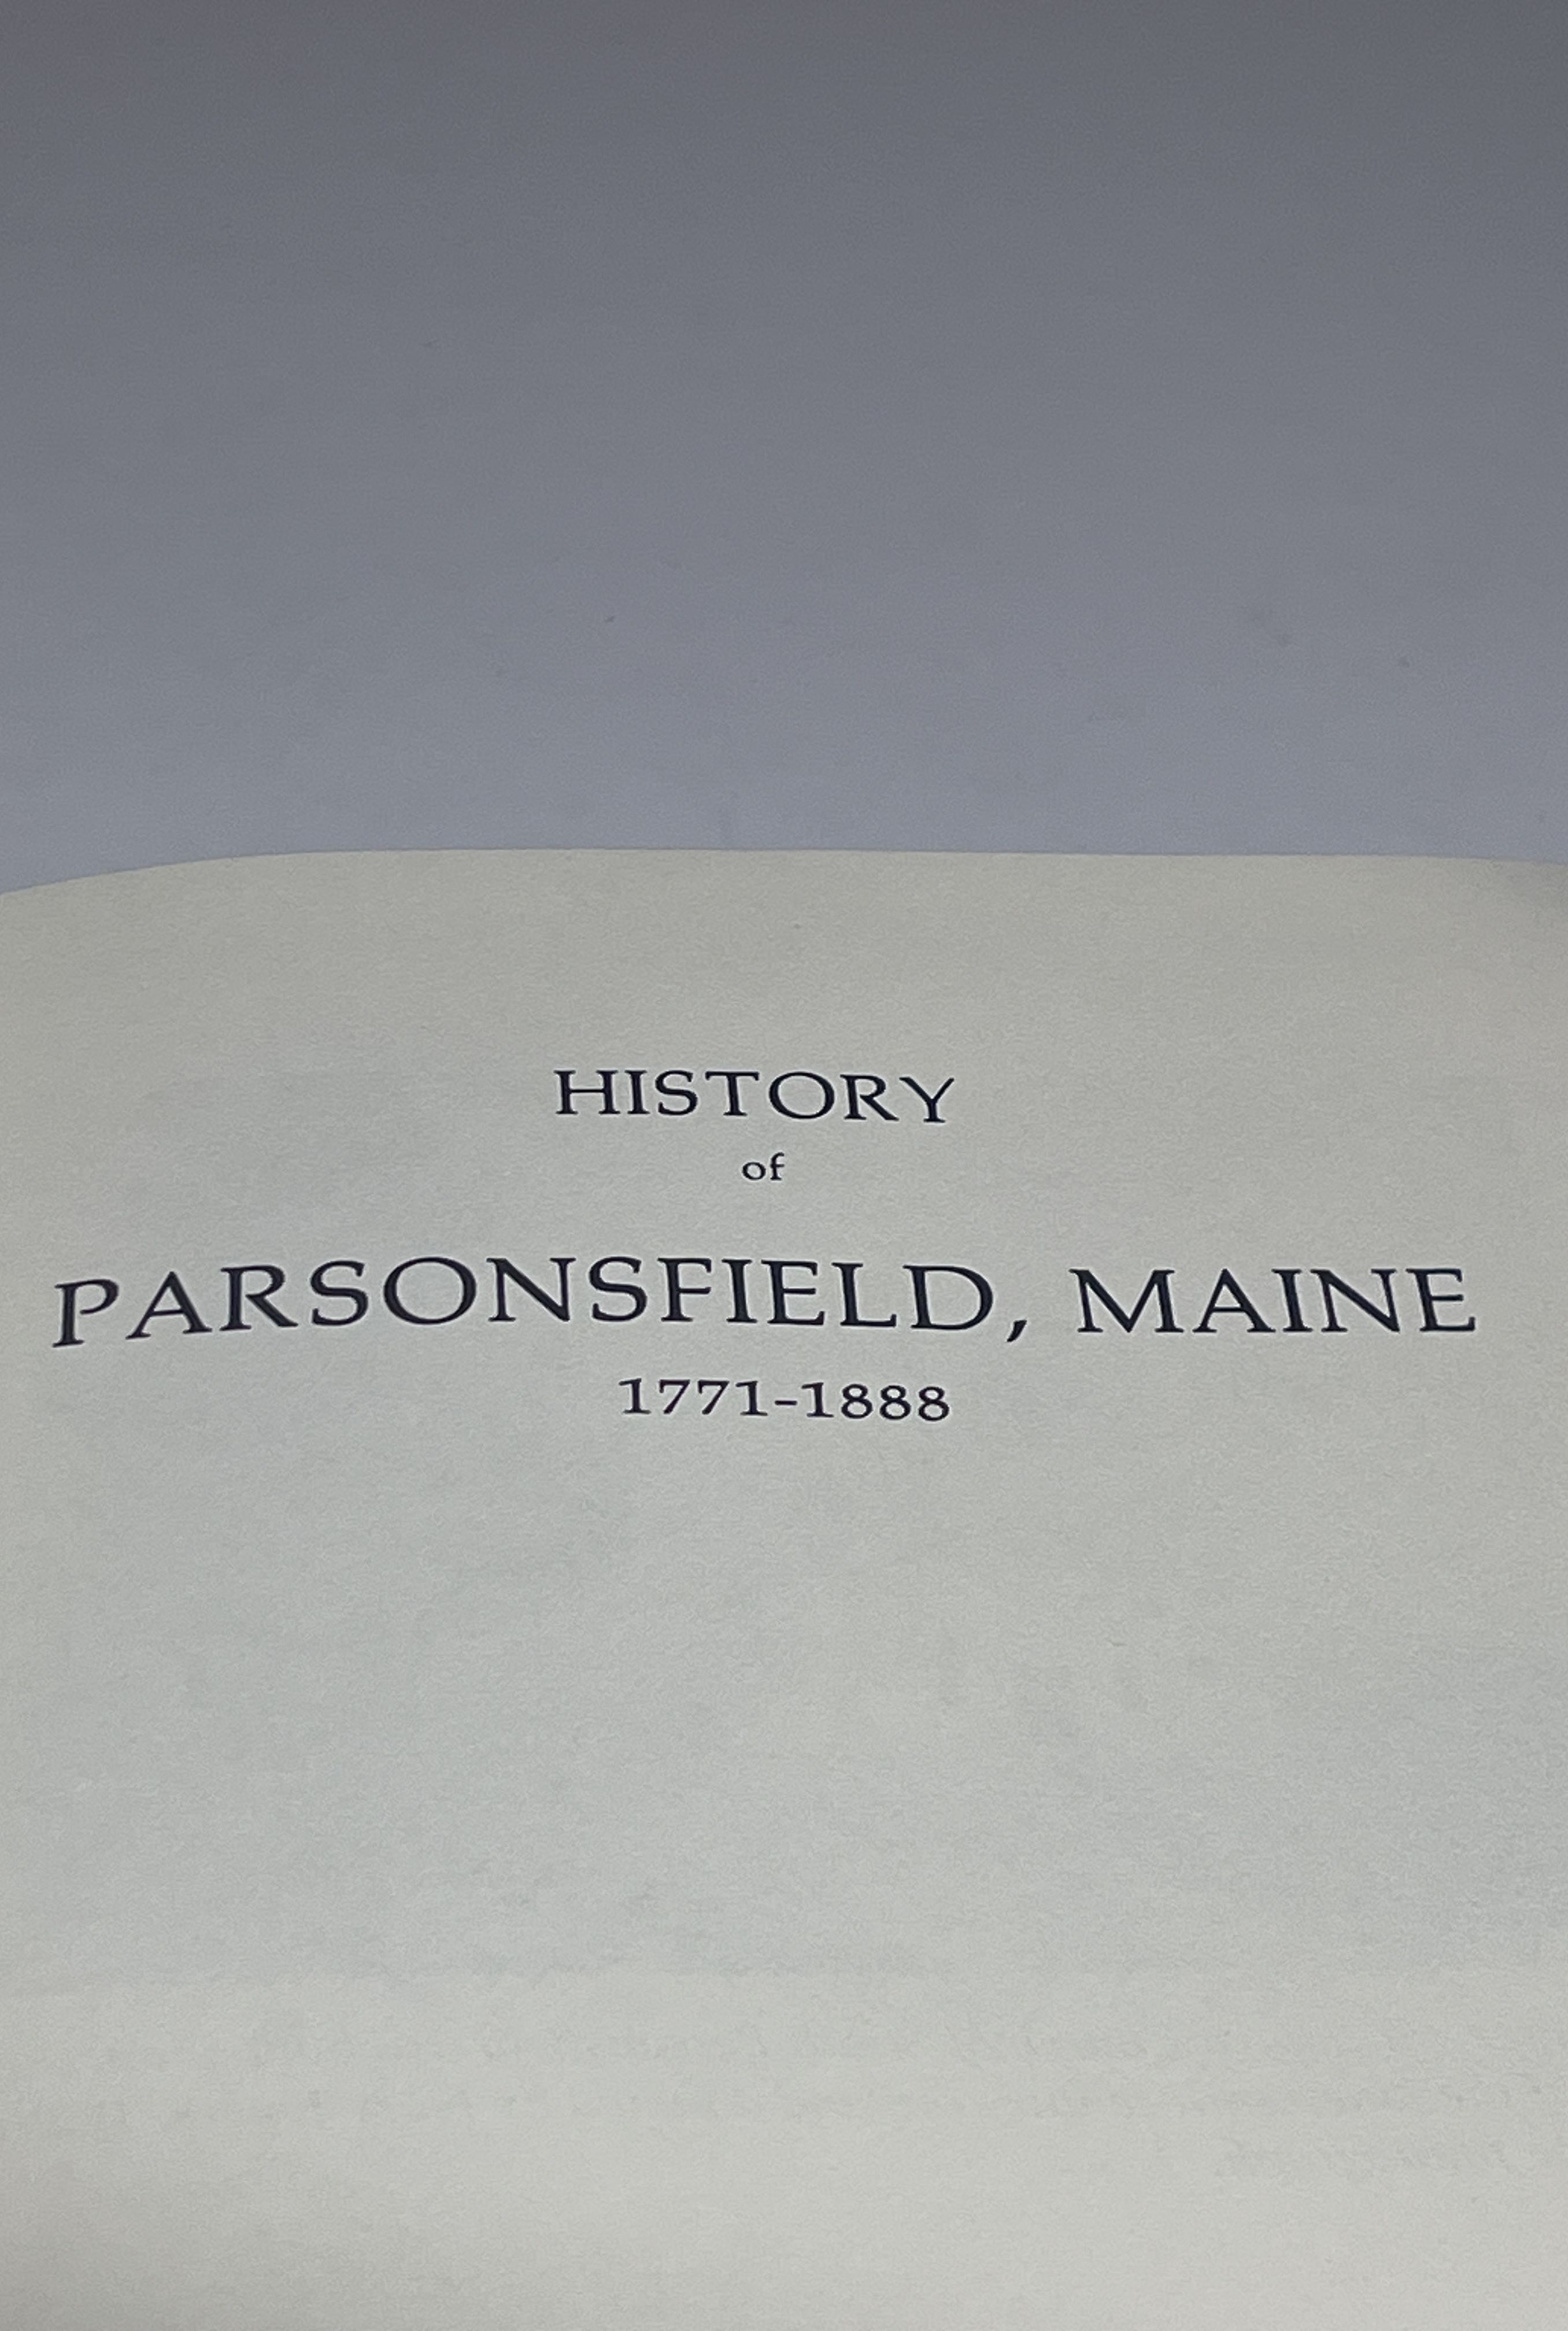 HISTORY
of
PARSONSFIELD, MAINE
1771-1888